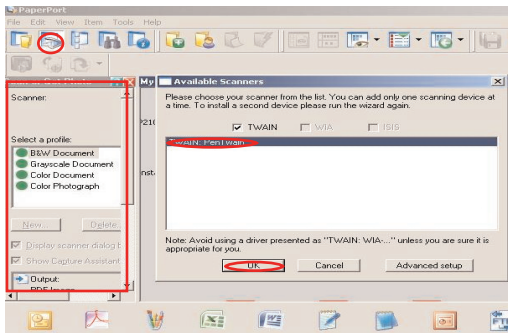 PaperPort
File Edit View Item Tools Help
Scanner:
Select a profile:
B&W Document
Grayscale Document
Color Document
Color Photograph
New... Delete
Display scanner dialog b
Show Capture Assistant
Output:
My
Available Scanners
Please choose your scanner from the list. You can add only one scanning device at
a time. To install a second device please run the wizard again.
TWAIN WIA ISIS
TWAIN: PenTwain
Note: Avoid using a driver presented as "TWAIN: WIA-..." unless you are sure it is
appropriate for you.
OK Cancel Advanced setup